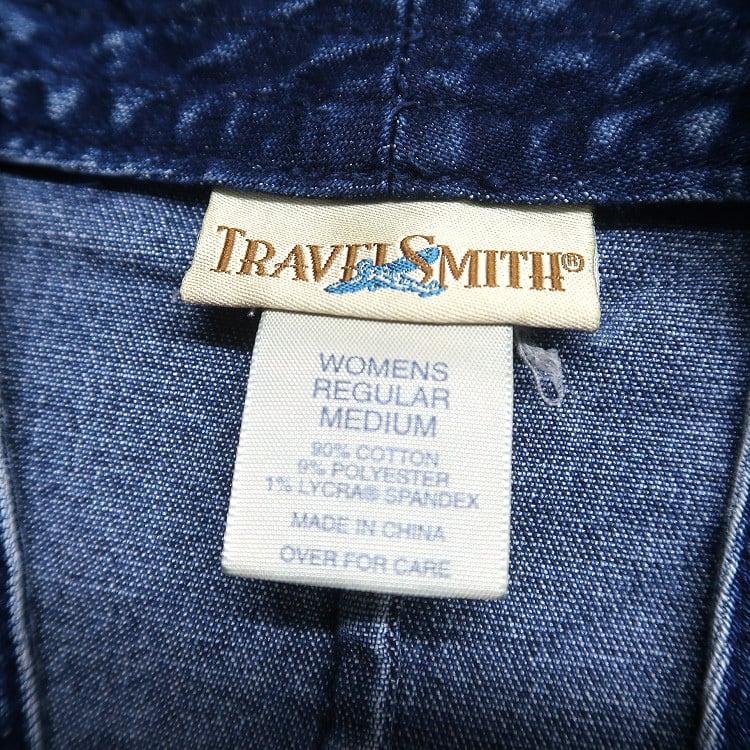 TRAVELSMITH®
WOMENS
REGULAR
MEDIUM
90% COTTON
9% POLYESTER
1% LYCRA® SPANDEX
MADE IN CHINA
OVER FOR CARE